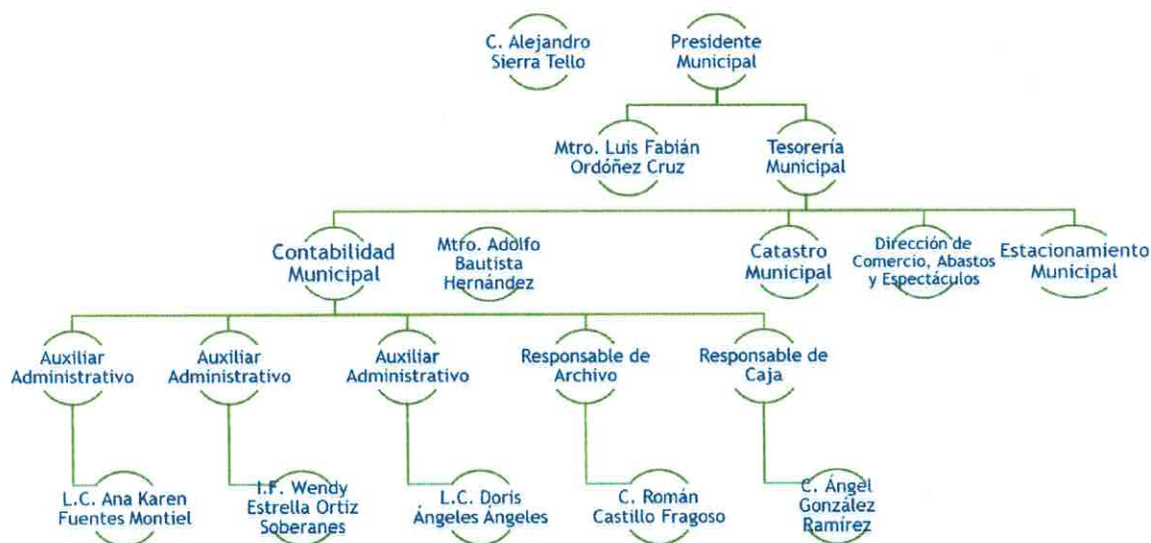 C. Alejandro
Sierra Tello
Presidente
Municipal
Mtro. Luis Fabián
Ordóñez Cruz
Tesorería
Municipal
Contabilidad
Municipal
Mtro. Adolfo
Bautista
Hernández
Catastro
Municipal
Dirección de
Comercio, Abastos
y Espectáculos
Estacionamiento
Municipal
Auxiliar
Administrativo
Auxiliar
Administrativo
Auxiliar
Administrativo
Responsable de
Archivo
Responsable de
Caja
L.C. Ana Karen
Fuentes Montiel
I.F. Wendy
Estrella Ortiz
Soberanes
L.C. Doris
Ángeles Ángeles
C. Román
Castillo Fragoso
C. Ángel
González
Ramírez